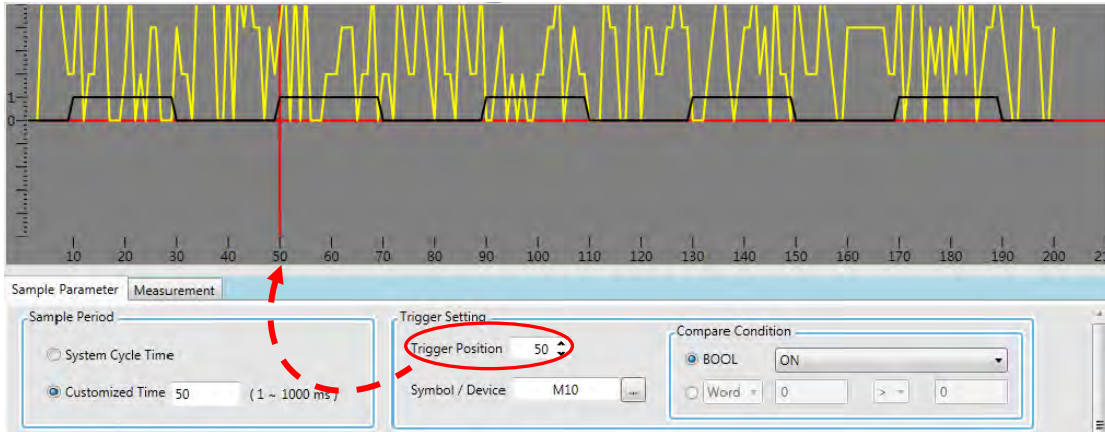 1
0
10 20 30 40 50 60 70 80 90 100 110 120 130 140 150 160 170 180 190 200 2
Sample Parameter Measurement
Sample Period
System Cycle Time
Customized Time 50 ( 1 ~ 1000 ms )
Trigger Setting
Trigger Position 50
Symbol / Device M10 ...
Compare Condition
BOOL ON
Word 0 > 0